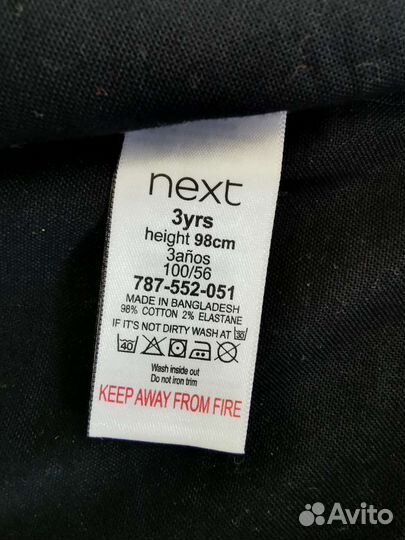 next
3yrs
height 98cm
3años
100/56
787-552-051
MADE IN BANGLADESH
98% COTTON 2% ELASTANE
IF IT'S NOT DIRTY WASH AT 30
40
Wash inside out
Do not iron trim
KEEP AWAY FROM FIRE
Avito